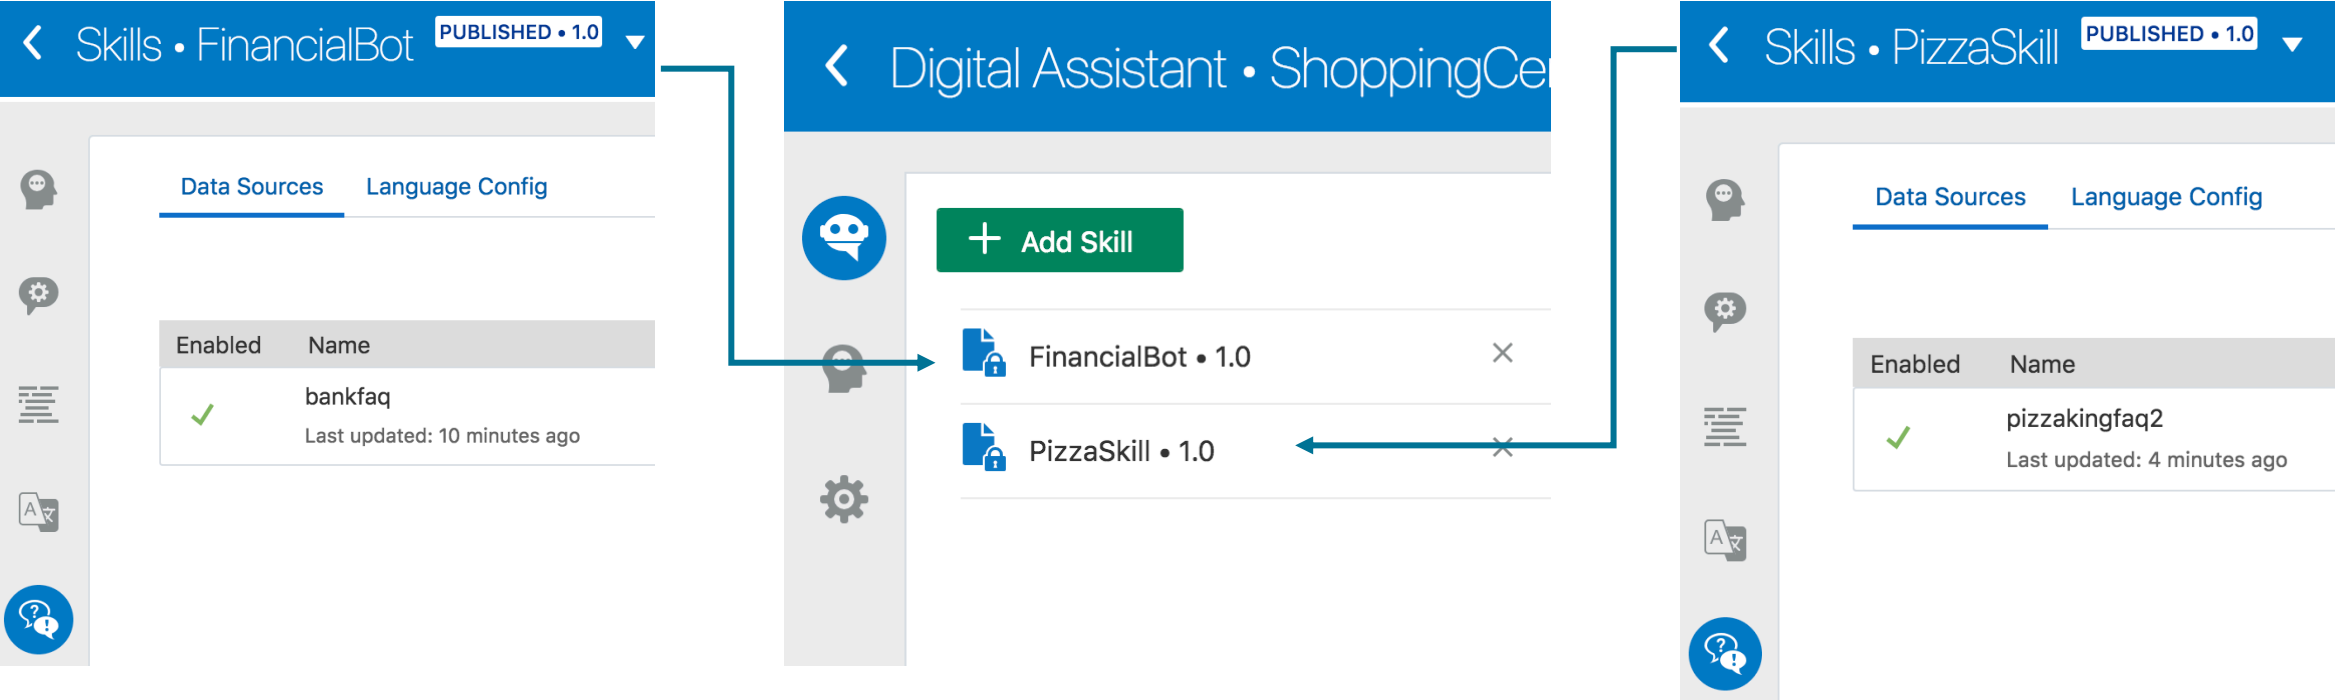 Skills • FinancialBot PUBLISHED • 1.0
Data Sources Language Config
Enabled Name
bankfaq
Last updated: 10 minutes ago
Digital Assistant • ShoppingCe
+ Add Skill
FinancialBot • 1.0
PizzaSkill • 1.0
Skills • PizzaSkill PUBLISHED • 1.0
Data Sources Language Config
Enabled Name
pizzakingfaq2
Last updated: 4 minutes ago